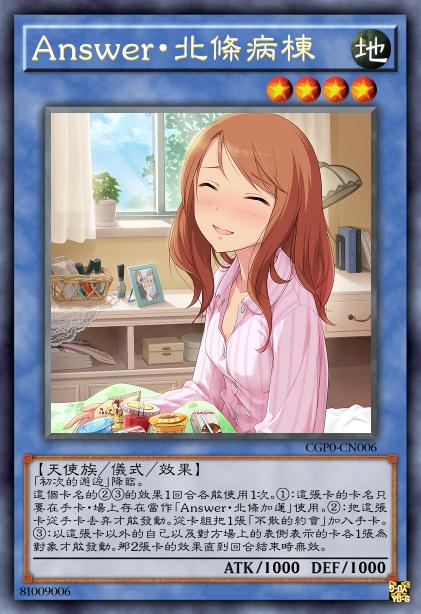 Answer・北條病棟
地
CGP0-CN006
【天使族／儀式／效果】
「初次的邂逅」降臨。
這個卡名的②③的效果1回合各能使用1次。①：這張卡的卡名只
要在手卡・場上存在當作「Answer・北條加蓮」使用。②：把這張
卡從手卡丟弃才能發動。從卡組把1張「不散的約會」加入手卡。
③：以這張卡以外的自己以及對方場上的表側表示的卡各1張為
對象才能發動。那2張卡的效果直到回合結束時無效。
ATK/1000 DEF/1000
81009006